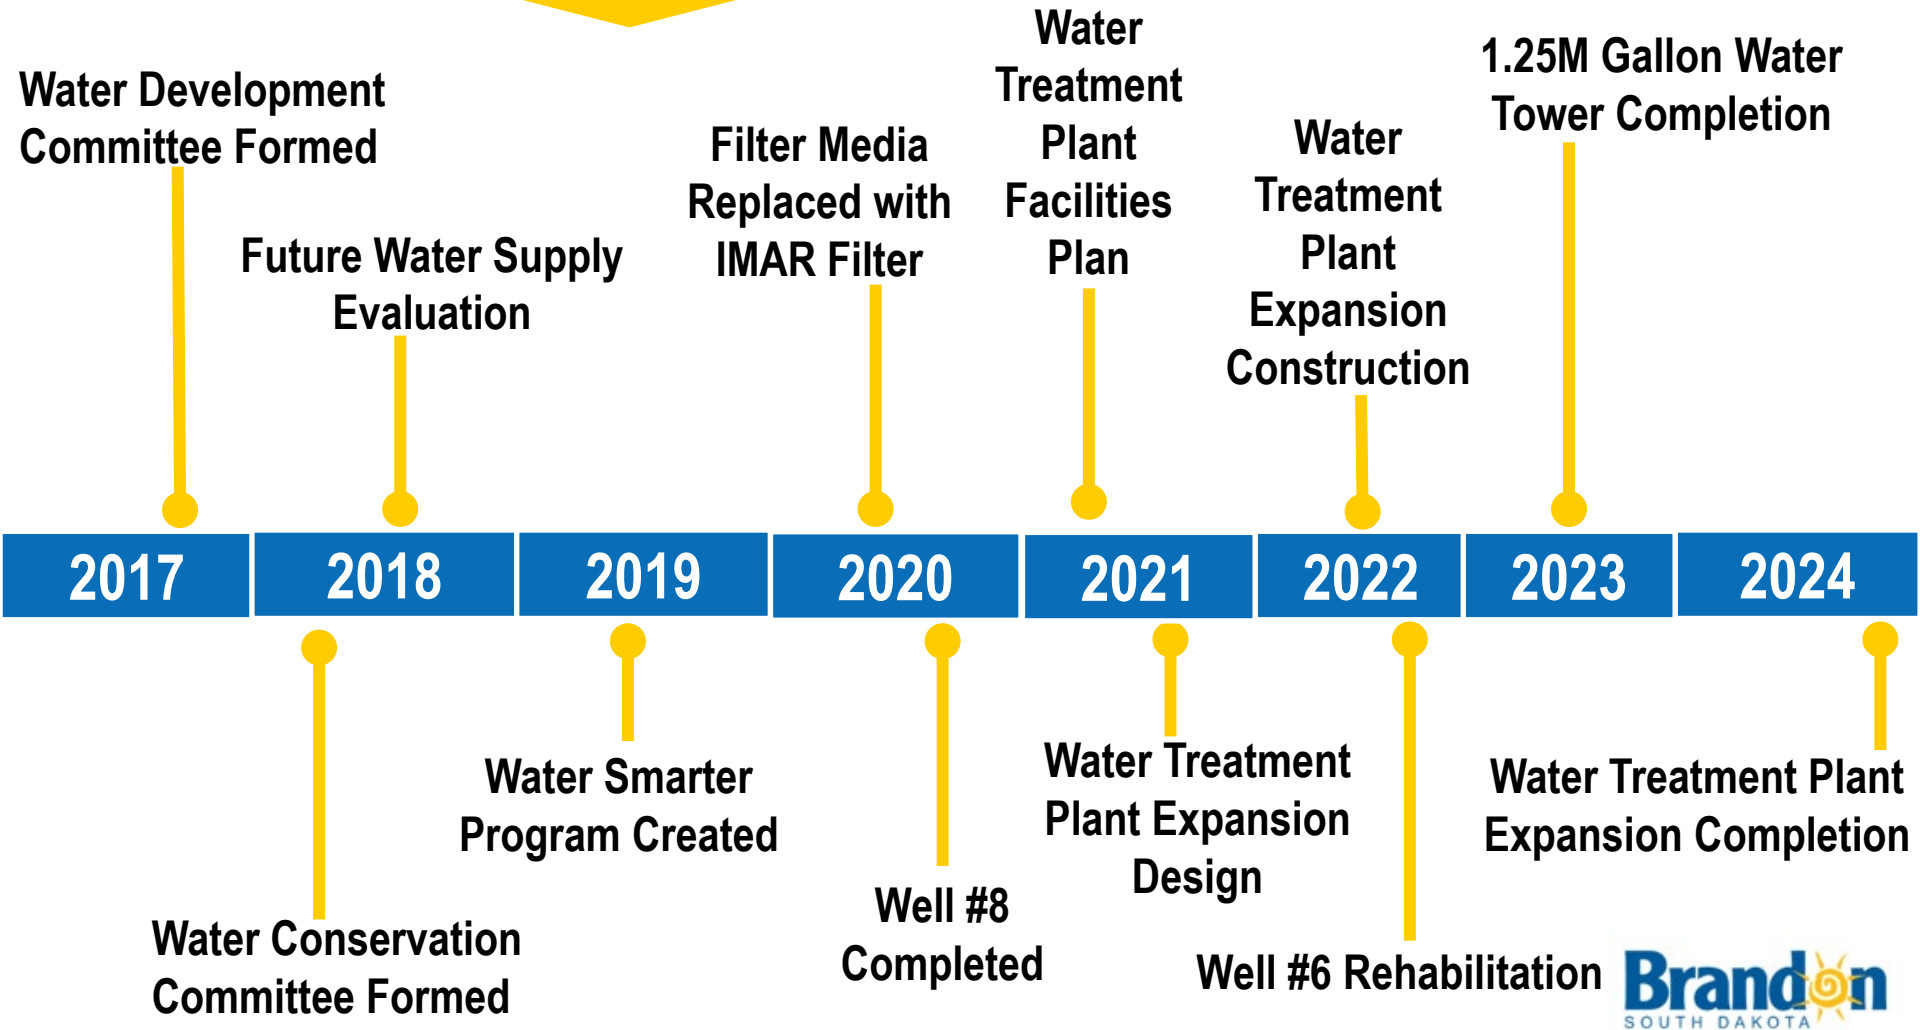 Water Development
Committee Formed
Future Water Supply
Evaluation
Filter Media
Replaced with
IMAR Filter
Water
Treatment
Plant
Facilities
Plan
Water
Treatment
Plant
Expansion
Construction
1.25M Gallon Water
Tower Completion
2017
2018
2019
2020
2021
2022
2023
2024
Water Conservation
Committee Formed
Water Smarter
Program Created
Well #8
Completed
Water Treatment
Plant Expansion
Design
Well #6 Rehabilitation
Water Treatment Plant
Expansion Completion
Brandon
SOUTH DAKOTA